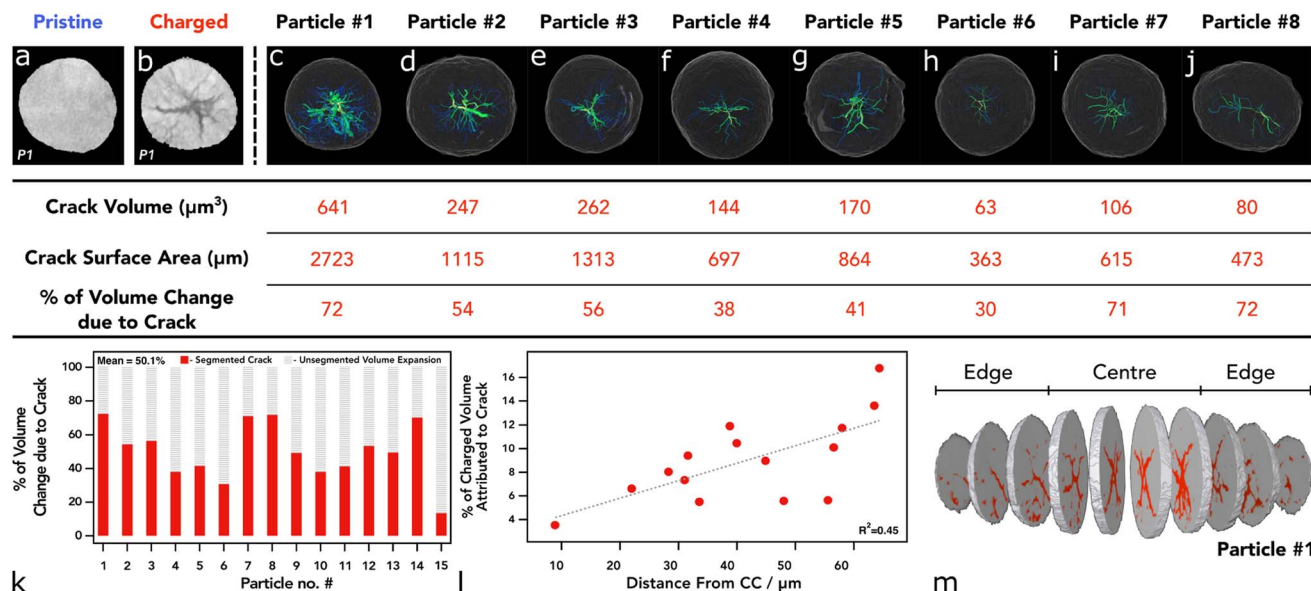 Pristine Charged Particle #1 Particle #2 Particle #3 Particle #4 Particle #5 Particle #6 Particle #7 Particle #8
a b c d e f g h i j
P1 P1
Crack Volume (µm³) 641 247 262 144 170 63 106 80
Crack Surface Area (µm) 2723 1115 1313 697 864 363 615 473
% of Volume Change
due to Crack 72 54 56 38 41 30 71 72
Mean = 50.1% - Segmented Crack - Unsegmented Volume Expansion
% of Volume
Change due to Crack
100
80
60
40
20
0
1 2 3 4 5 6 7 8 9 10 11 12 13 14 15
Particle no. #
k
% of Charged Volume
Attributed to Crack
16
14
12
10
8
6
4
R²=0.45
10 20 30 40 50 60
Distance From CC / µm
l
Edge Centre Edge
Particle #1
m